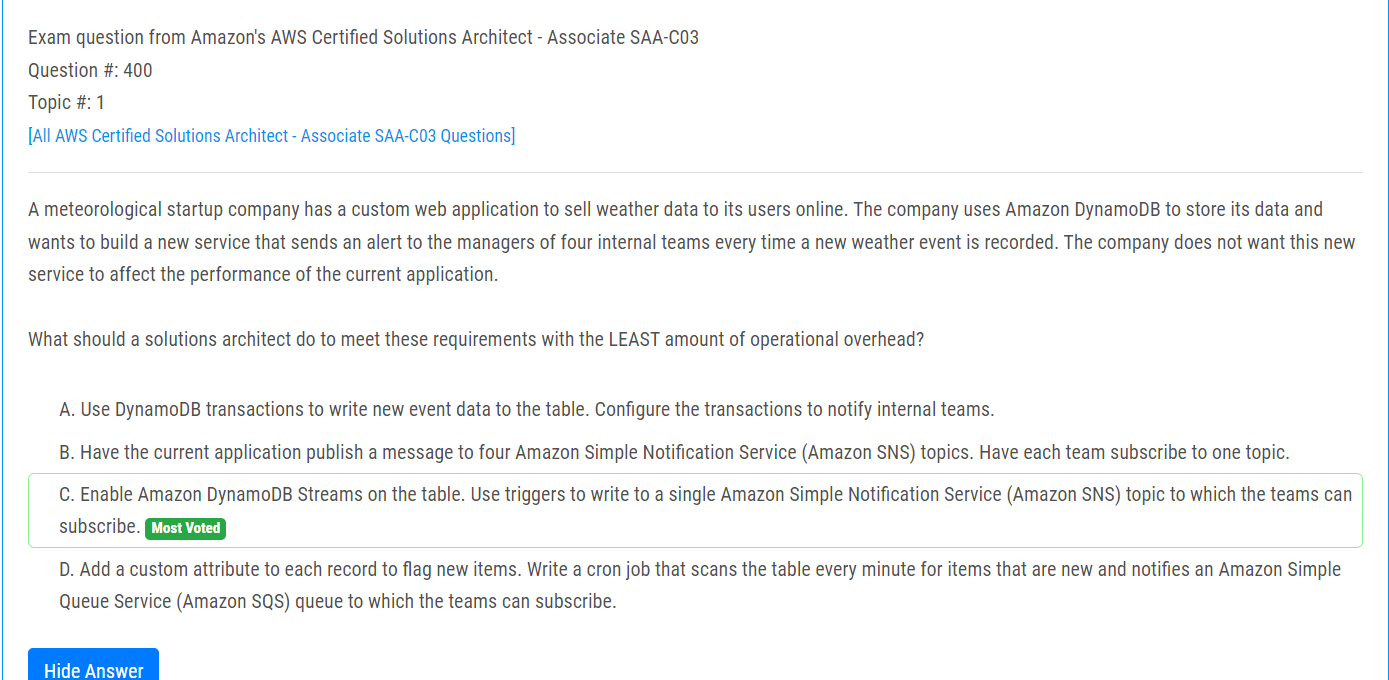 Exam question from Amazon's AWS Certified Solutions Architect - Associate SAA-C03
Question #: 400
Topic #: 1
[All AWS Certified Solutions Architect - Associate SAA-C03 Questions]
A meteorological startup company has a custom web application to sell weather data to its users online. The company uses Amazon DynamoDB to store its data and
wants to build a new service that sends an alert to the managers of four internal teams every time a new weather event is recorded. The company does not want this new
service to affect the performance of the current application.
What should a solutions architect do to meet these requirements with the LEAST amount of operational overhead?
A. Use DynamoDB transactions to write new event data to the table. Configure the transactions to notify internal teams.
B. Have the current application publish a message to four Amazon Simple Notification Service (Amazon SNS) topics. Have each team subscribe to one topic.
C. Enable Amazon DynamoDB Streams on the table. Use triggers to write to a single Amazon Simple Notification Service (Amazon SNS) topic to which the teams can
subscribe. Most Voted
D. Add a custom attribute to each record to flag new items. Write a cron job that scans the table every minute for items that are new and notifies an Amazon Simple
Queue Service (Amazon SQS) queue to which the teams can subscribe.
Hide Answer